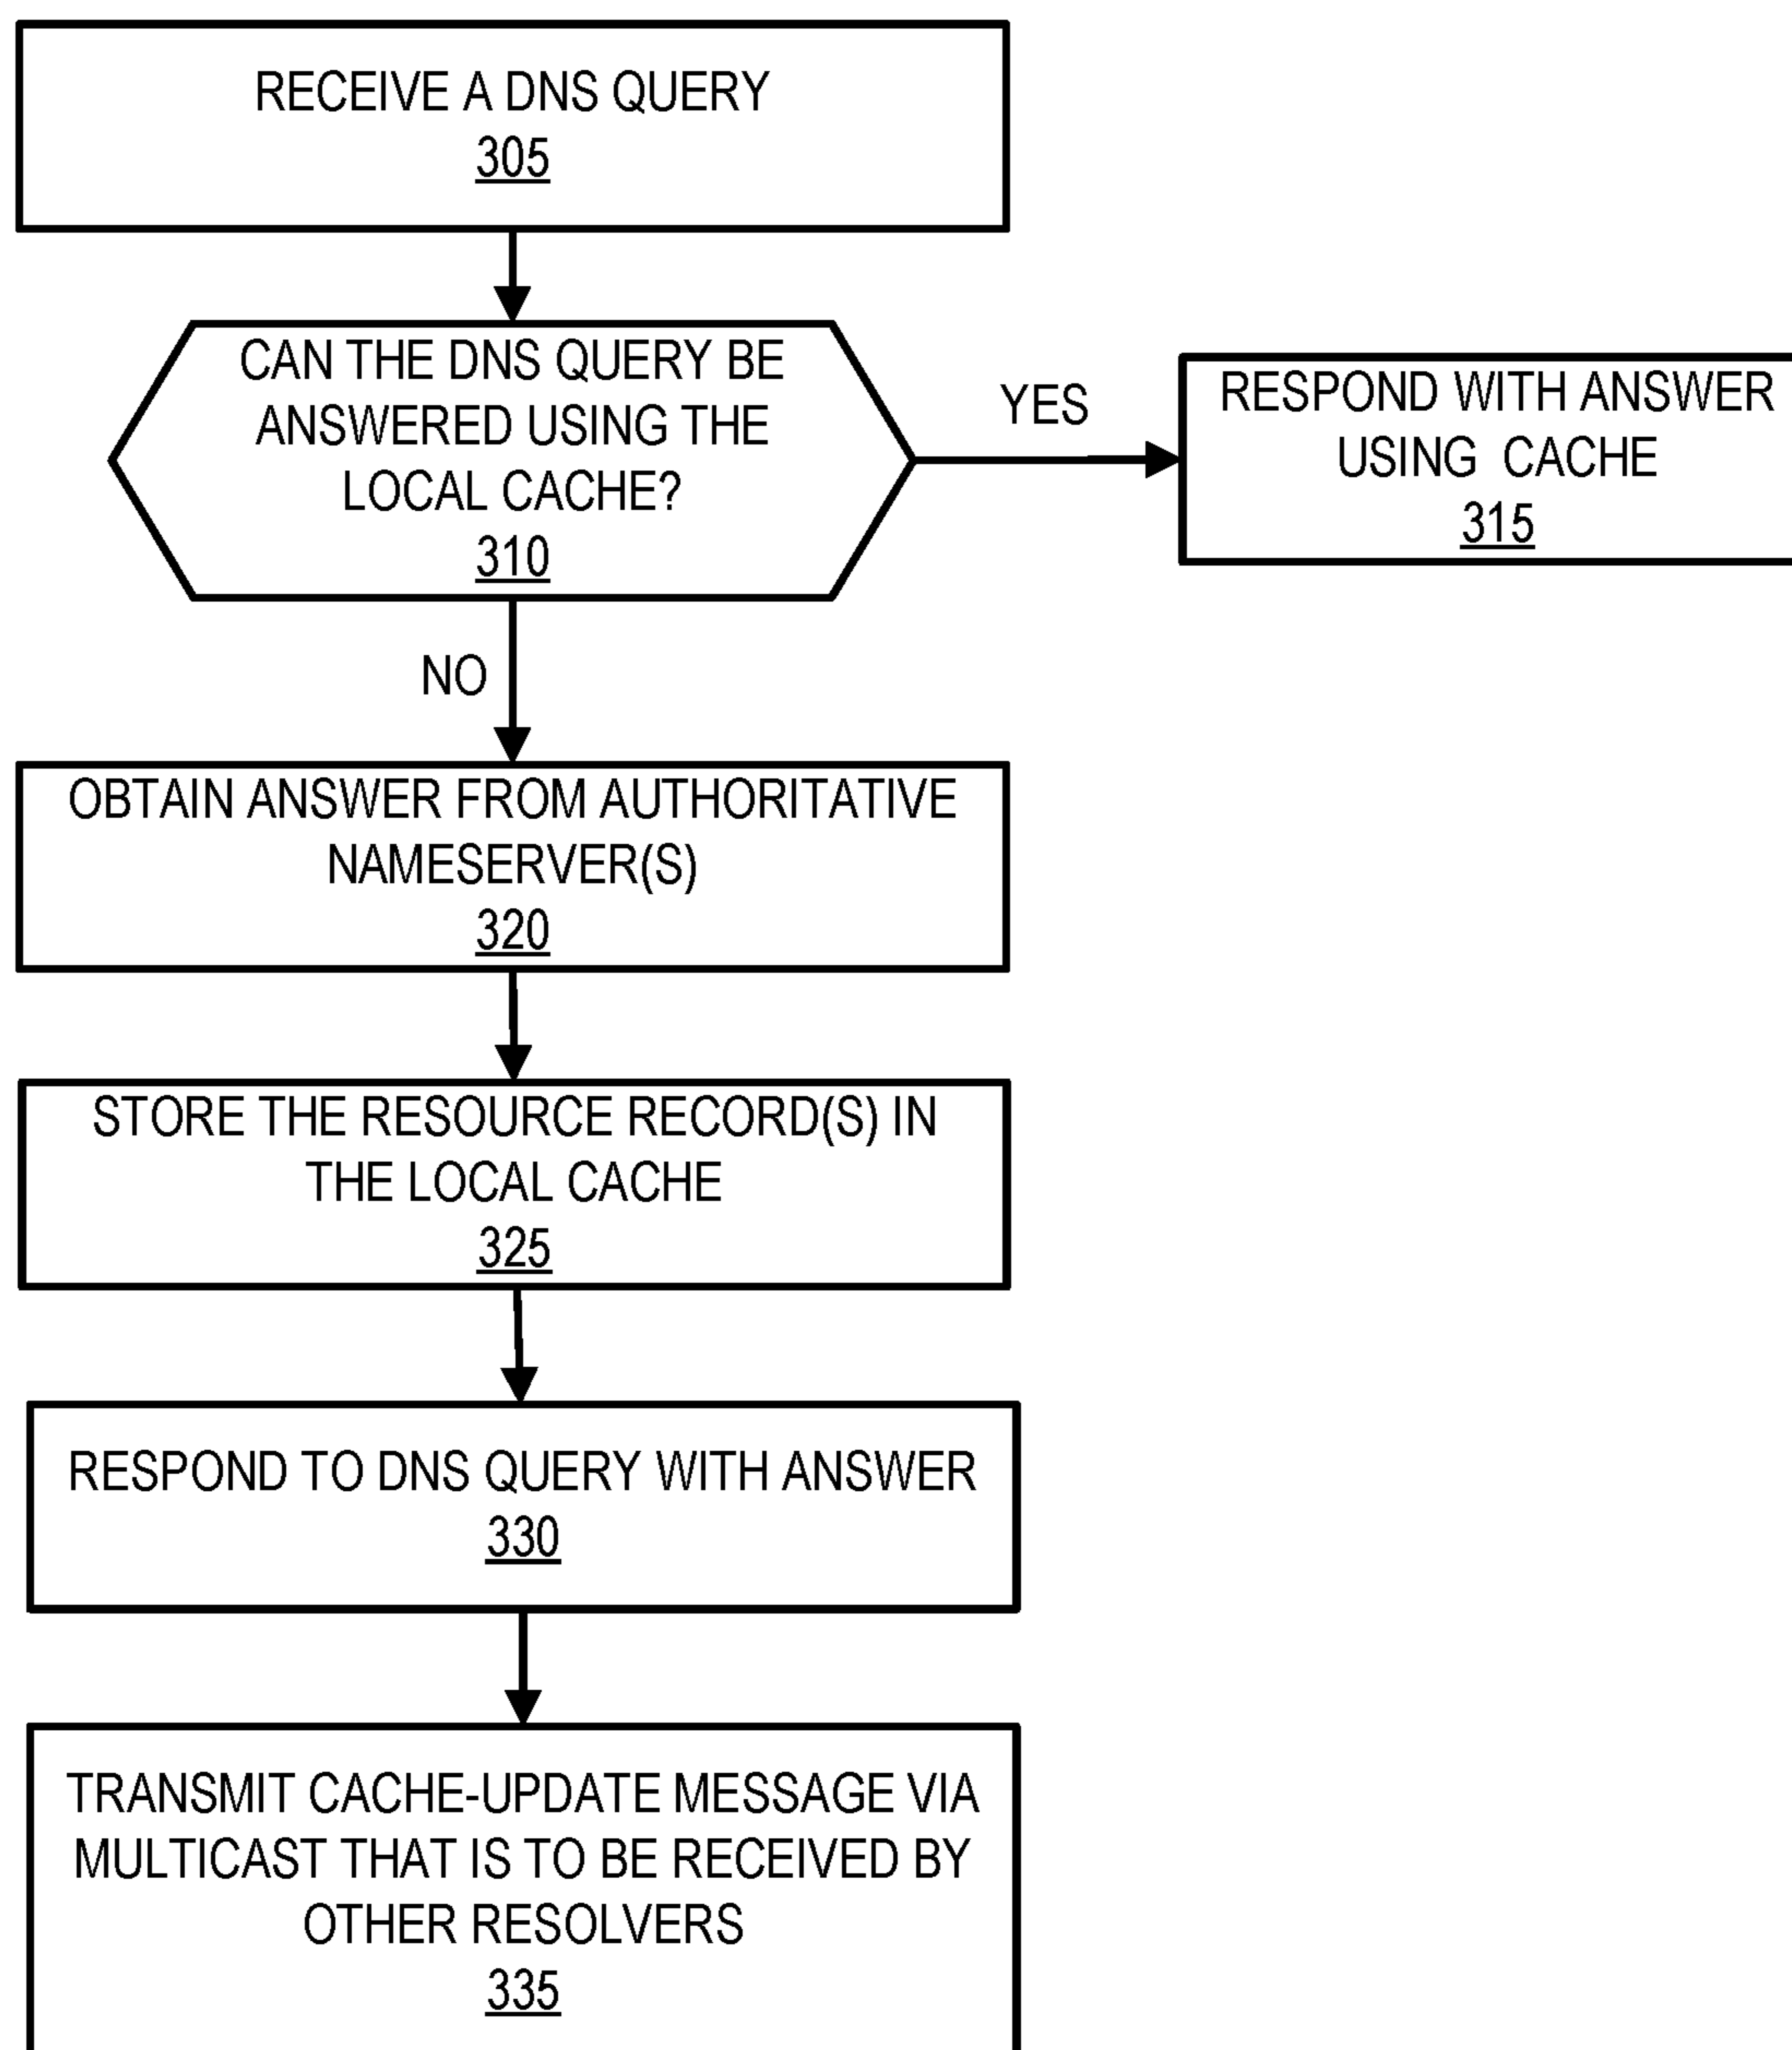 RECEIVE A DNS QUERY
305
CAN THE DNS QUERY BE
ANSWERED USING THE
LOCAL CACHE?
310
YES
RESPOND WITH ANSWER
USING CACHE
315
NO
OBTAIN ANSWER FROM AUTHORITATIVE
NAMESERVER(S)
320
STORE THE RESOURCE RECORD(S) IN
THE LOCAL CACHE
325
RESPOND TO DNS QUERY WITH ANSWER
330
TRANSMIT CACHE-UPDATE MESSAGE VIA
MULTICAST THAT IS TO BE RECEIVED BY
OTHER RESOLVERS
335